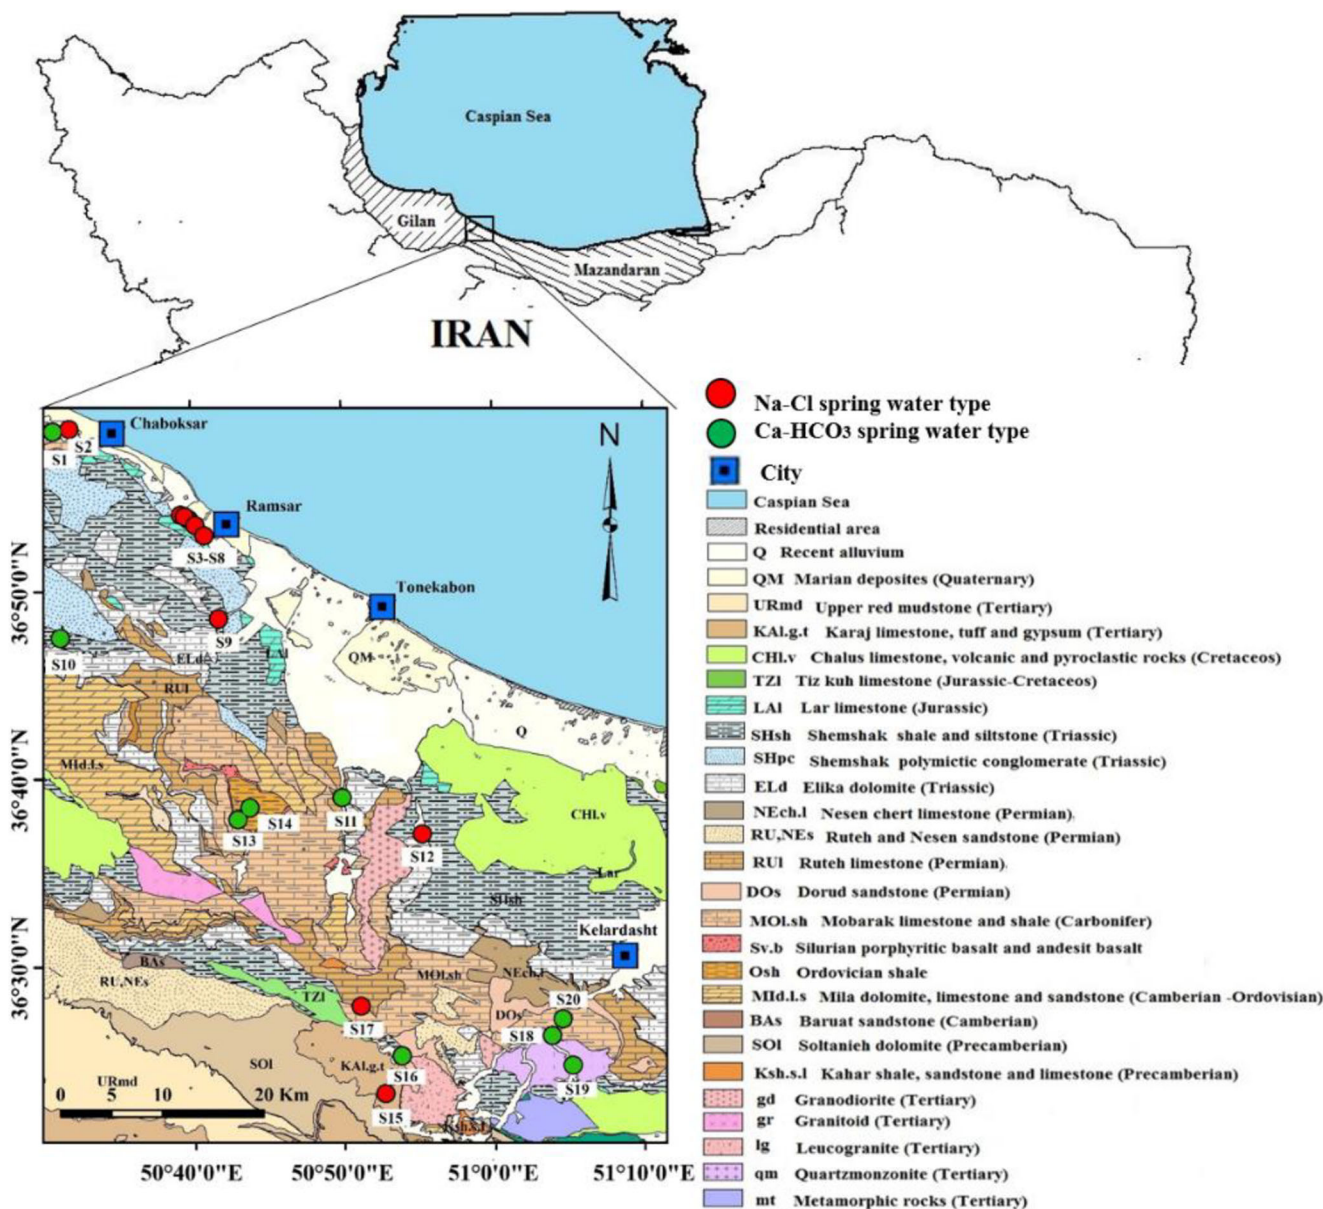 Caspian Sea
Gilan
Mazandaran
IRAN
Chaboksar
S1
S2
N
Ramsar
S3-S8
Tonekabon
S9
S10
ELd
LAl
QM
RUl
Q
MId.l.s
CHl.v
S11
S14
S13
S12
Lar
SHsh
Kelardasht
BAs
MOl.sh
NEch.l
RU,NEs
TZl
S20
DOs
S17
S18
SOl
KAl.g.t
S16
S19
URmd
S15
Ksh.s.l
0 5 10 20 Km
36°50'0"N
36°40'0"N
36°30'0"N
50°40'0"E 50°50'0"E 51°0'0"E 51°10'0"E
Na-Cl spring water type
Ca-HCO3 spring water type
City
Caspian Sea
Residential area
Q Recent alluvium
QM Marian deposites (Quaternary)
URmd Upper red mudstone (Tertiary)
KAl.g.t Karaj limestone, tuff and gypsum (Tertiary)
CHl.v Chalus limestone, volcanic and pyroclastic rocks (Cretaceos)
TZl Tiz kuh limestone (Jurassic-Cretaceos)
LAl Lar limestone (Jurassic)
SHsh Shemshak shale and siltstone (Triassic)
SHpc Shemshak polymictic conglomerate (Triassic)
ELd Elika dolomite (Triassic)
NEch.l Nesen chert limestone (Permian)
RU,NEs Ruteh and Nesen sandstone (Permian)
RUl Ruteh limestone (Permian)
DOs Dorud sandstone (Permian)
MOl.sh Mobarak limestone and shale (Carbonifer)
Sv.b Silurian porphyritic basalt and andesit basalt
Osh Ordovician shale
MId.l.s Mila dolomite, limestone and sandstone (Camberian -Ordovisian)
BAs Baruat sandstone (Camberian)
SOl Soltanieh dolomite (Precamberian)
Ksh.s.l Kahar shale, sandstone and limestone (Precamberian)
gd Granodiorite (Tertiary)
gr Granitoid (Tertiary)
lg Leucogranite (Tertiary)
qm Quartzmonzonite (Tertiary)
mt Metamorphic rocks (Tertiary)